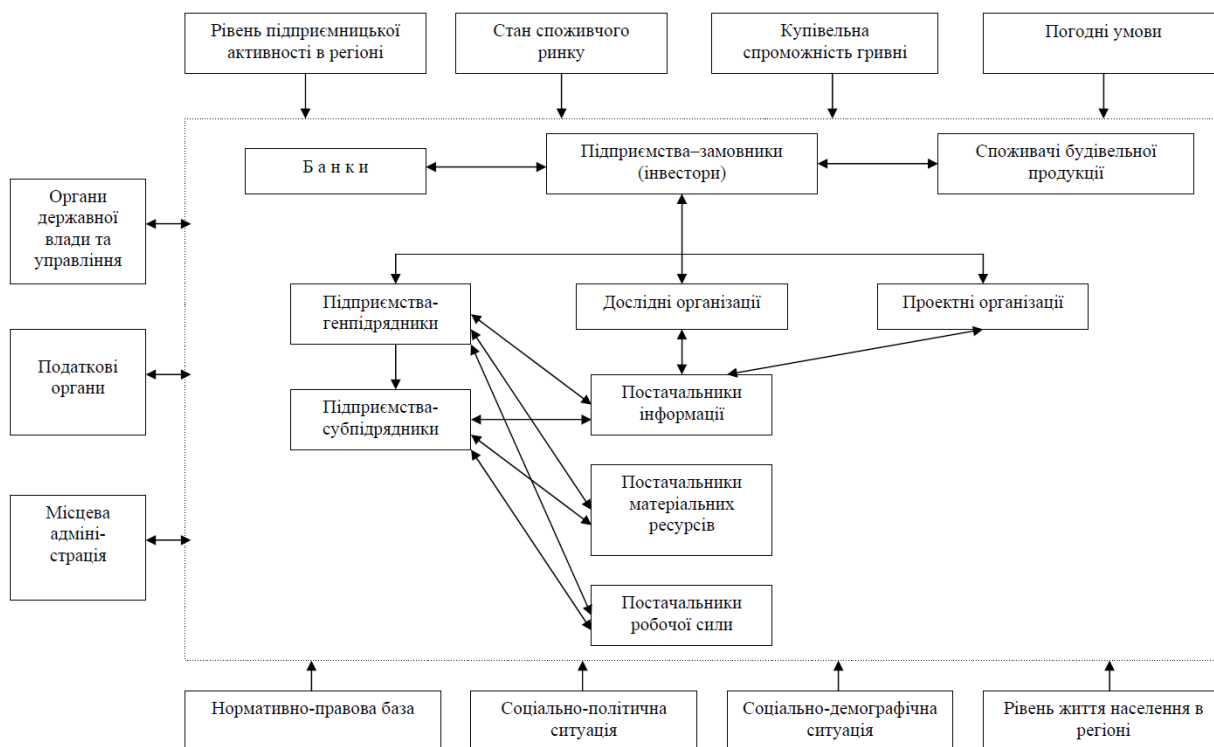 Рівень підприємницької
активності в регіоні
Стан споживчого
ринку
Купівельна
спроможність гривні
Погодні умови
Б а н к и
Підприємства–замовники
(інвестори)
Споживачі будівельної
продукції
Органи
державної
влади та
управління
Підприємства-
генпідрядники
Дослідні організації
Проектні організації
Податкові
органи
Підприємства-
субпідрядники
Постачальники
інформації
Постачальники
матеріальних
ресурсів
Місцева
адміні-
страція
Постачальники
робочої сили
Нормативно-правова база
Соціально-політична
ситуація
Соціально-демографічна
ситуація
Рівень життя населення в
регіоні